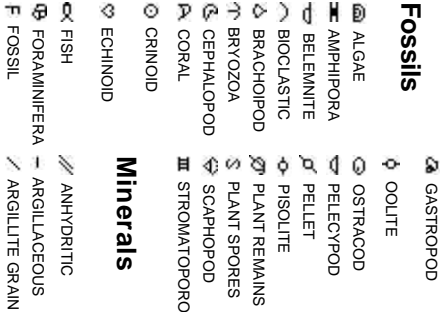 Fossils
ALGAE
AMPHIPORA
BELEMNITE
BIOCLASTIC
BRACHOIPOD
BRYOZOA
CEPHALOPOD
CORAL
CRINOID
ECHINOID
FISH
FORAMINIFERA
F FOSSIL
GASTROPOD
OOLITE
OSTRACOD
PELECYPOD
PELLET
PISOLITE
PLANT REMAINS
PLANT SPORES
SCAPHOPOD
STROMATOPORO
Minerals
ANHYDRITIC
ARGILLACEOUS
ARGILLITE GRAIN